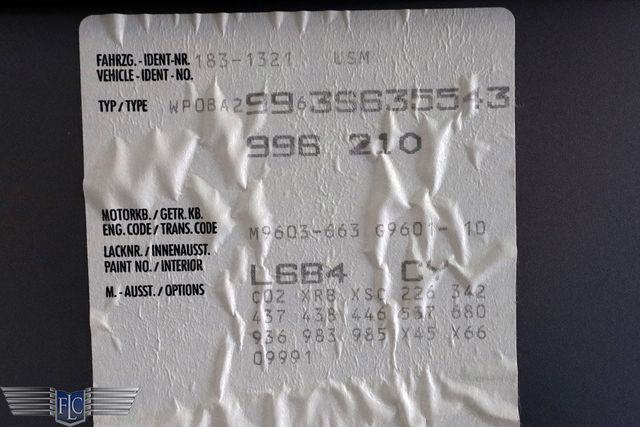 FAHRZG.-IDENT-NR. 183-1321 USM
VEHICLE-IDENT-NO.
TYP/TYPE WP0BA2 9963S635543
996 210
MOTORKB./GETR.KB.
ENG.CODE/TRANS.CODE M9603-663 G9601- 10
LACKNR./INNENAUSST.
PAINT NO./INTERIOR L6B4 CY
M.-AUSST./OPTIONS C02 XRB XSC 226 342
437 438 446 537 680
936 983 985 X45 X66
09991
FLC